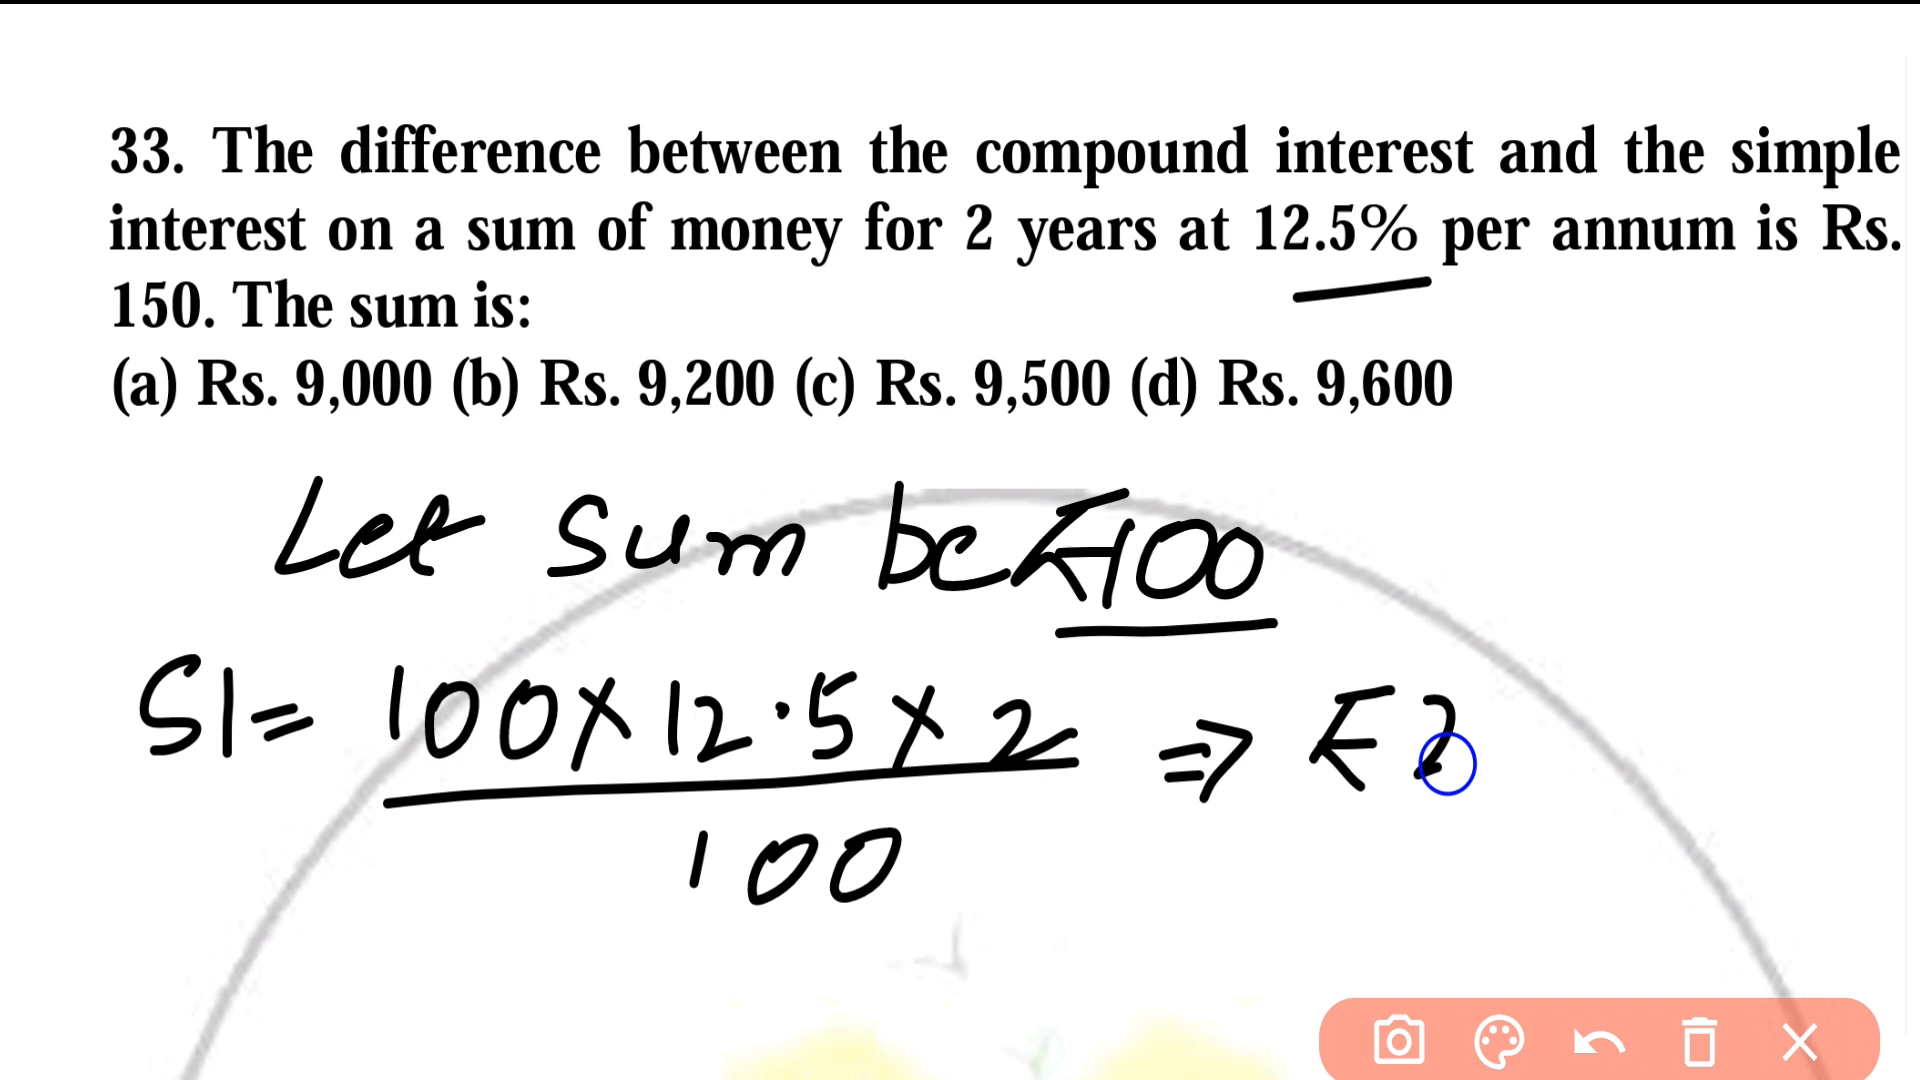 33. The difference between the compound interest and the simple
interest on a sum of money for 2 years at 12.5% per annum is Rs.
150. The sum is:
(a) Rs. 9,000 (b) Rs. 9,200 (c) Rs. 9,500 (d) Rs. 9,600
Let sum be ₹100
SI = 100 × 12.5 × 2 ⇒ ₹ 2
100